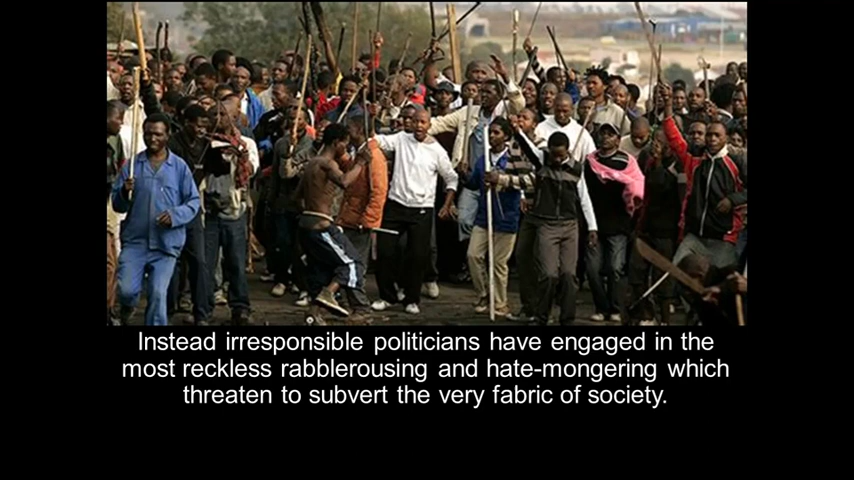 Instead irresponsible politicians have engaged in the
most reckless rabblerousing and hate-mongering which
threaten to subvert the very fabric of society.